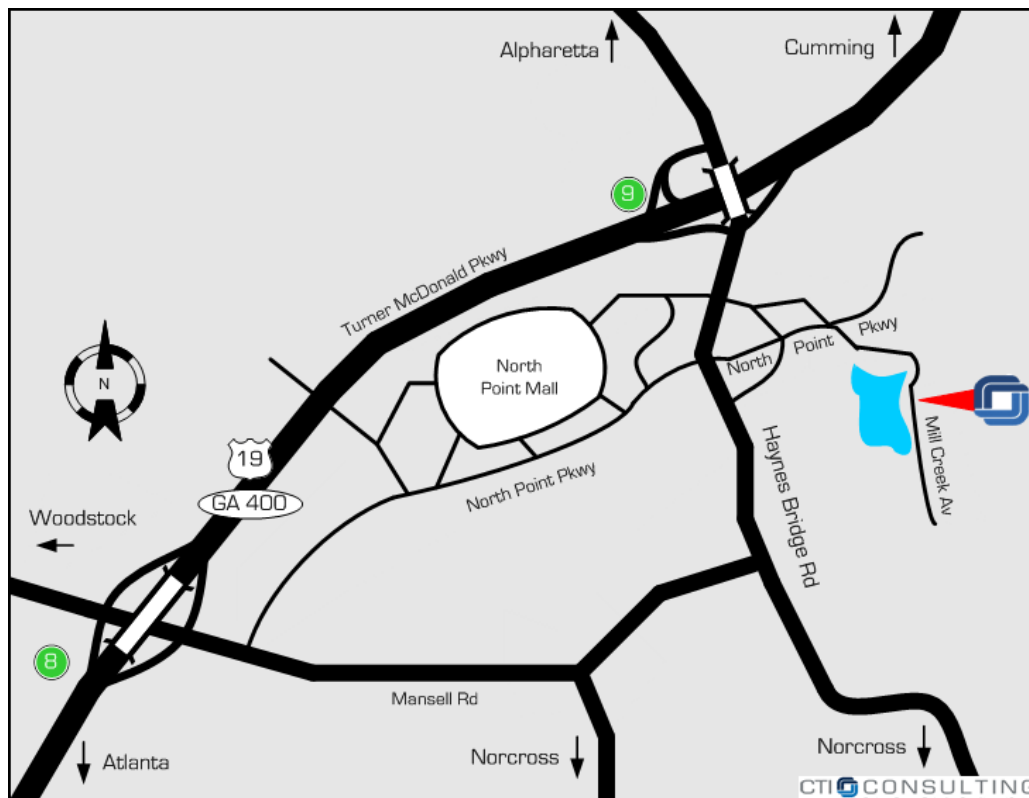 Alpharetta
Cumming
9
Turner McDonald Pkwy
N
North
Point Mall
North Point Pkwy
19
GA 400
North Point Pkwy
Mill Creek Av
Haynes Bridge Rd
Woodstock
8
Mansell Rd
Atlanta
Norcross
Norcross
CTI CONSULTING